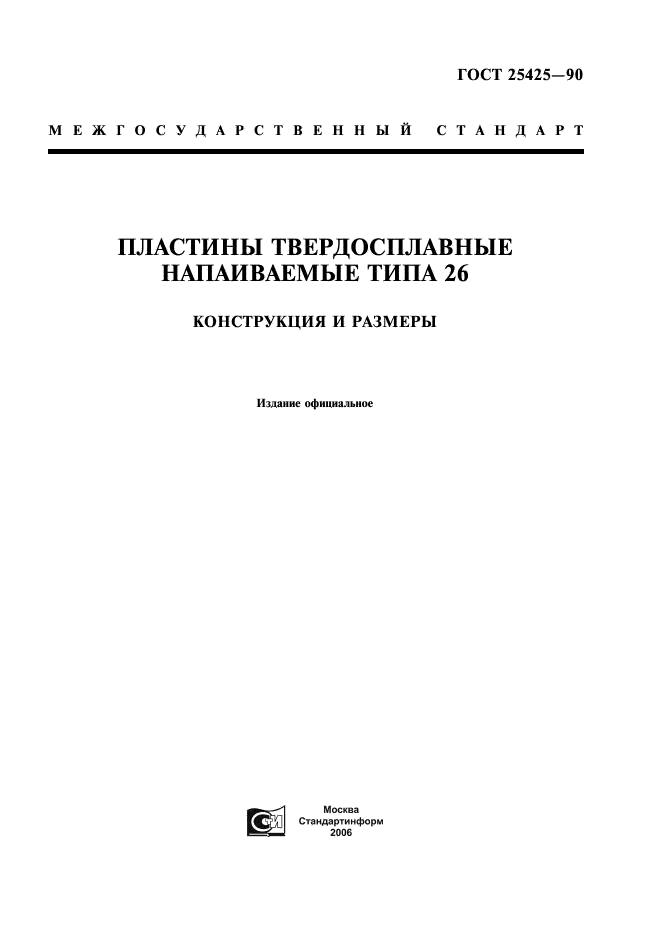 ГОСТ 25425—90
МЕЖГОСУДАРСТВЕННЫЙ СТАНДАРТ
ПЛАСТИНЫ ТВЕРДОСПЛАВНЫЕ
НАПАИВАЕМЫЕ ТИПА 26
КОНСТРУКЦИЯ И РАЗМЕРЫ
Издание официальное
Москва
Стандартинформ
2006